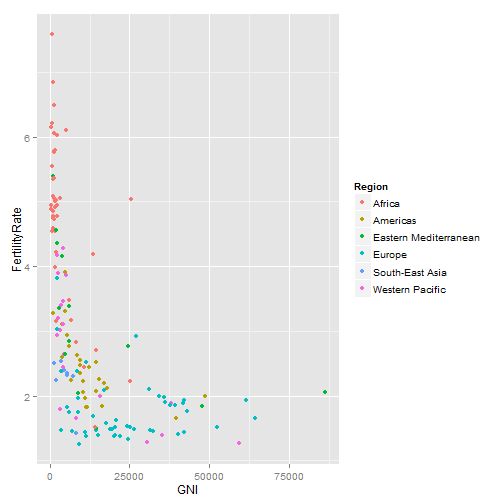 6
4
2
FertilityRate
0
25000
50000
75000
GNI
Region
Africa
Americas
Eastern Mediterranean
Europe
South-East Asia
Western Pacific